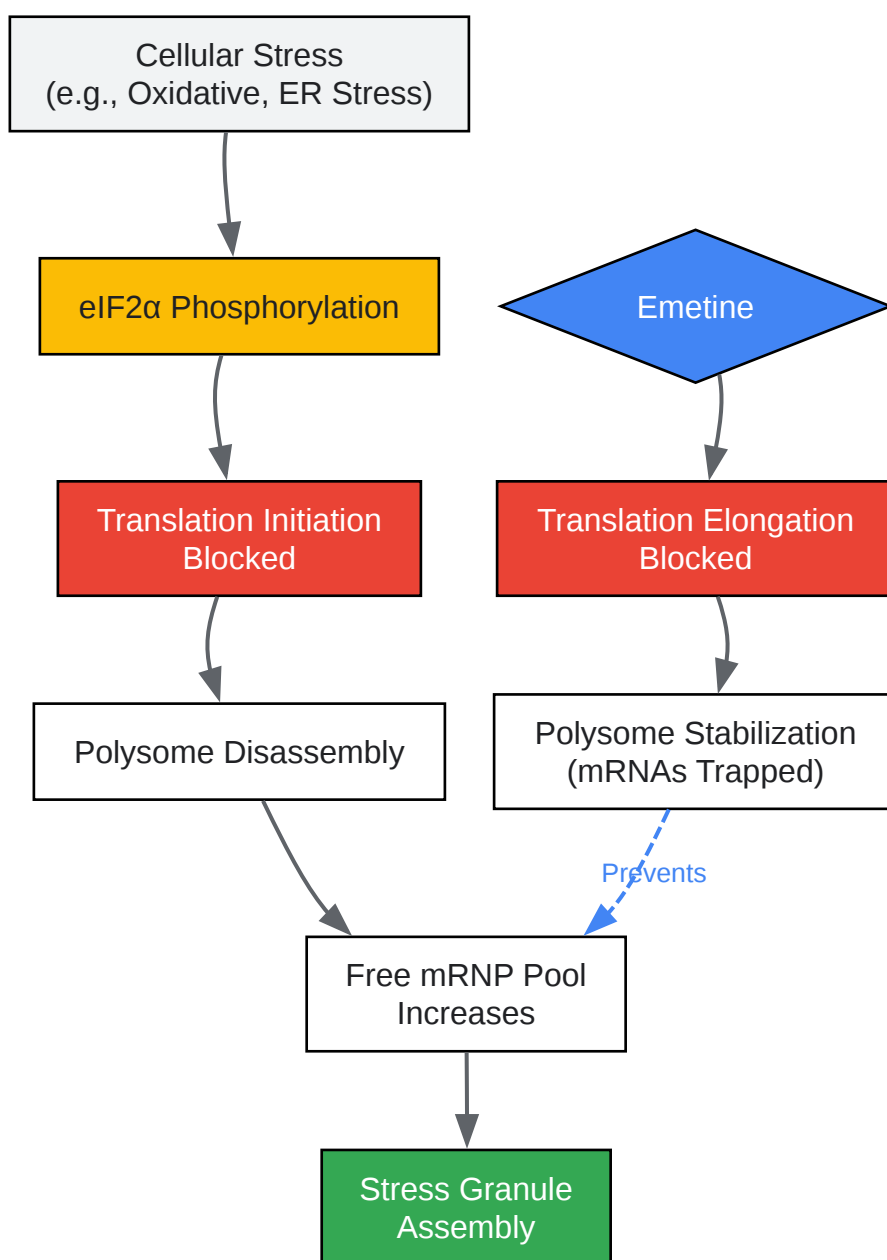 Cellular Stress
(e.g., Oxidative, ER Stress)
eIF2α Phosphorylation
Emetine
Translation Initiation
Blocked
Translation Elongation
Blocked
Polysome Disassembly
Polysome Stabilization
(mRNAs Trapped)
Prevents
Free mRNP Pool
Increases
Stress Granule
Assembly